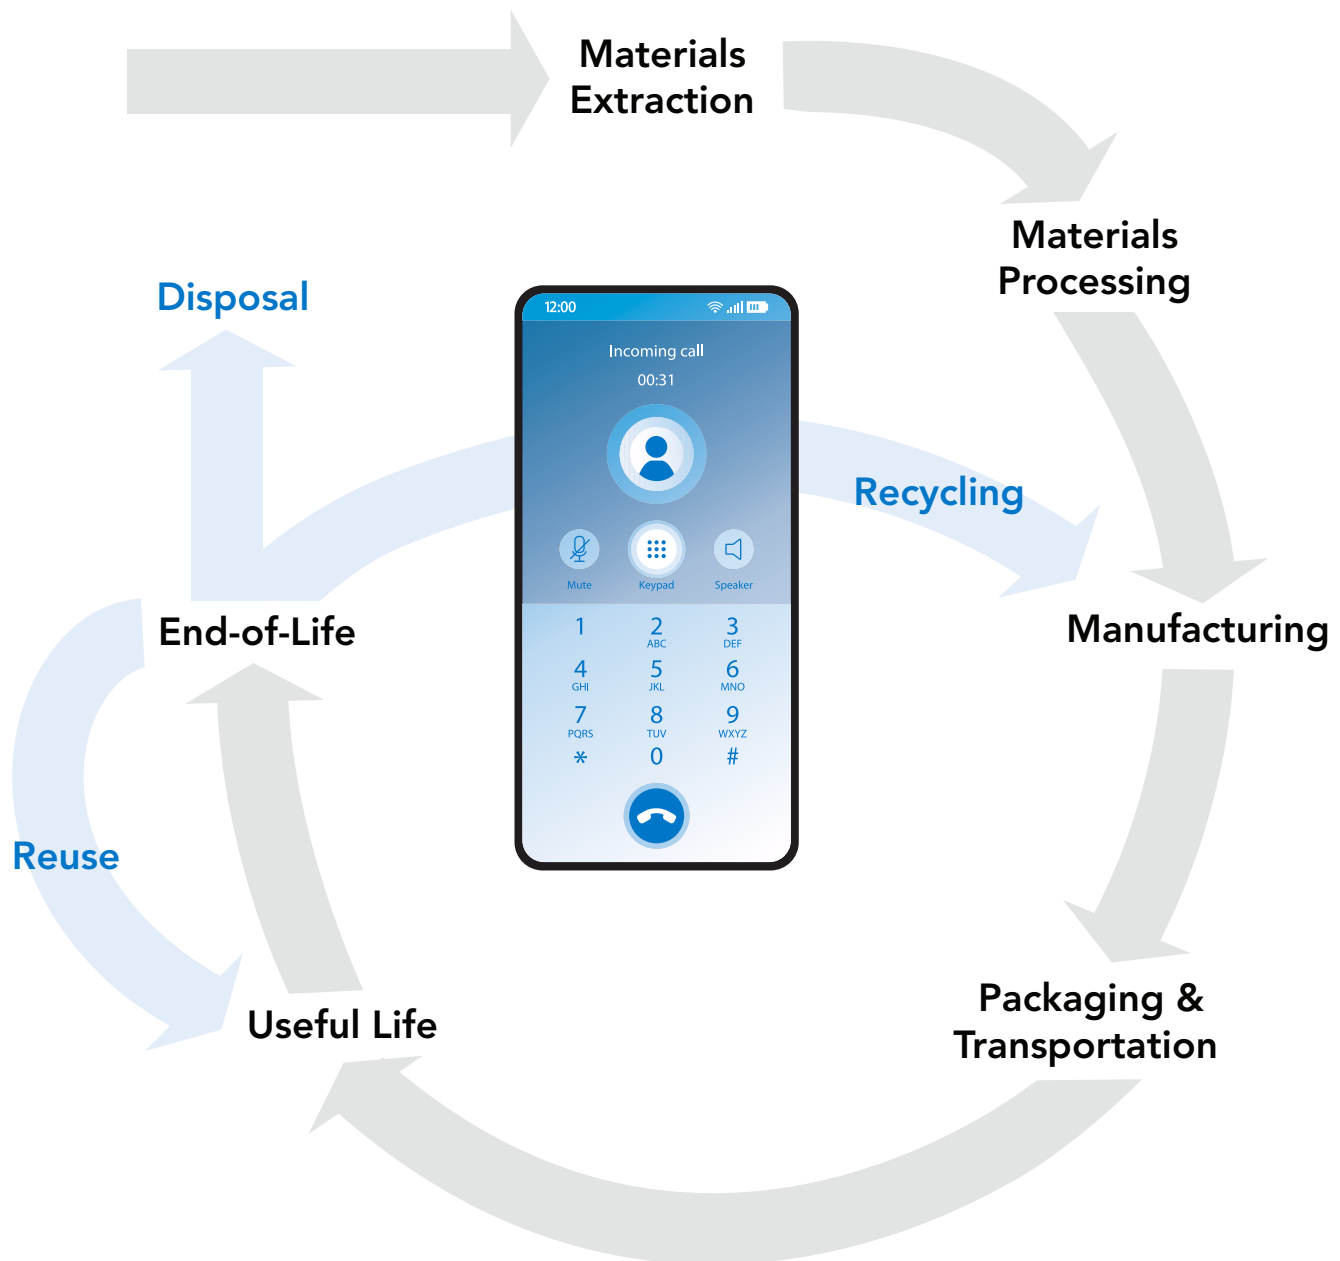 Materials
Extraction
Materials
Processing
Disposal
12:00
Incoming call
00:31
Recycling
Mute Keypad Speaker
1 2 3
ABC DEF
End-of-Life
Manufacturing
4 5 6
GHI JKL MNO
7 8 9
PQRS TUV WXYZ
* 0 #
Reuse
Useful Life
Packaging &
Transportation